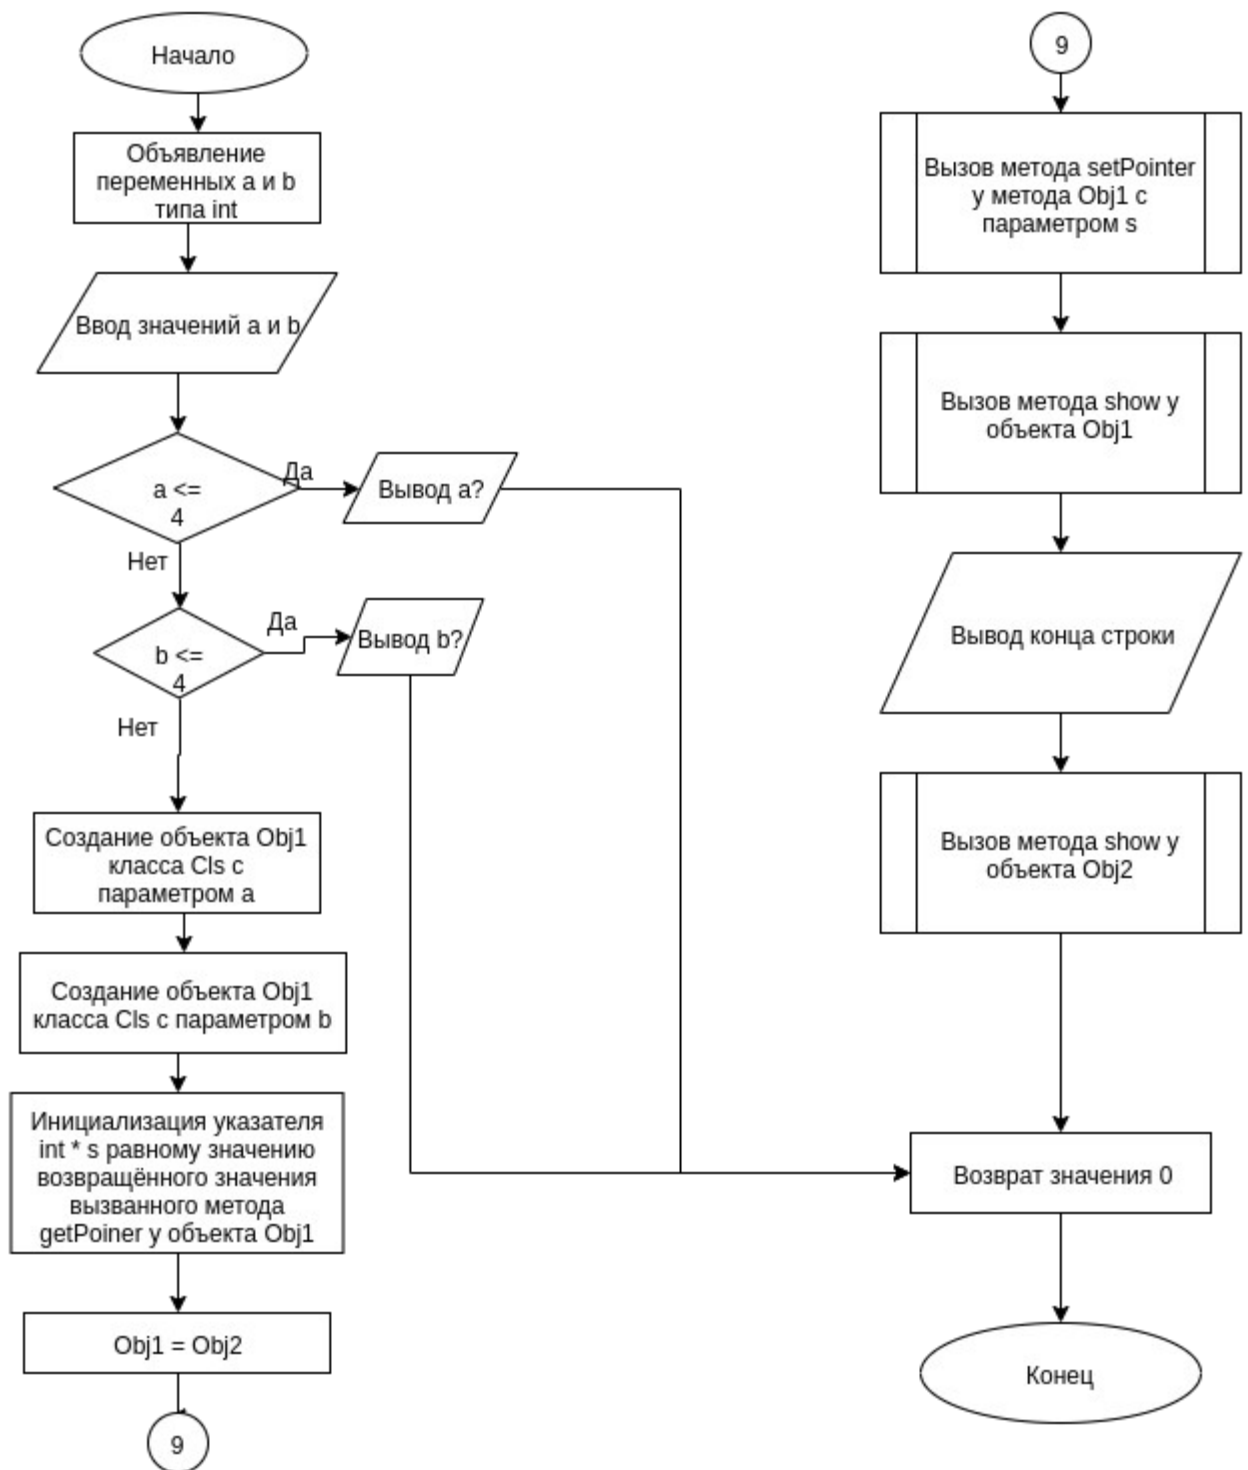 Начало
Объявление
переменных a и b
типа int
Ввод значений a и b
a <=
4
Да
Вывод a?
Нет
b <=
4
Да
Вывод b?
Нет
Создание объекта Obj1
класса Cls с
параметром a
Создание объекта Obj1
класса Cls с параметром b
Инициализация указателя
int * s равному значению
возвращённого значения
вызванного метода
getPoiner у объекта Obj1
Obj1 = Obj2
9
9
Вызов метода setPointer
у метода Obj1 с
параметром s
Вызов метода show у
объекта Obj1
Вывод конца строки
Вызов метода show у
объекта Obj2
Возврат значения 0
Конец